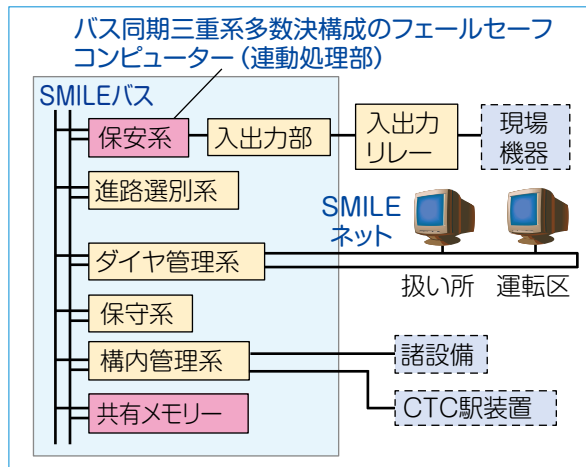 バス同期三重系多数決構成のフェールセーフ
コンピューター（連動処理部）
SMILEバス
保安系
入出力部
入出力
リレー
現場
機器
進路選別系
SMILE
ネット
ダイヤ管理系
扱い所
運転区
保守系
構内管理系
諸設備
CTC駅装置
共有メモリー